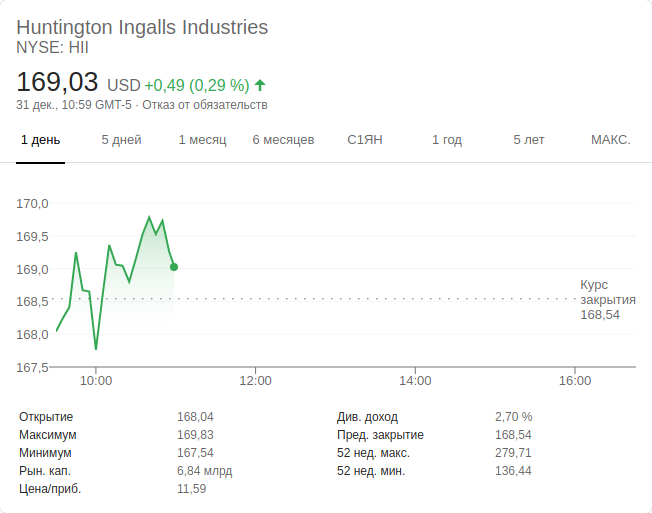 Huntington Ingalls Industries
NYSE: HII
169,03 USD +0,49 (0,29 %)
31 дек., 10:59 GMT-5 · Отказ от обязательств
1 день 5 дней 1 месяц 6 месяцев С1ЯН 1 год 5 лет МАКС.
170,0
169,5
169,0
168,5
168,0
167,5
Курс
закрытия
168,54
10:00 12:00 14:00 16:00
Открытие 168,04 Див. доход 2,70 %
Максимум 169,83 Пред. закрытие 168,54
Минимум 167,54 52 нед. макс. 279,71
Рын. кап. 6,84 млрд 52 нед. мин. 136,44
Цена/приб. 11,59